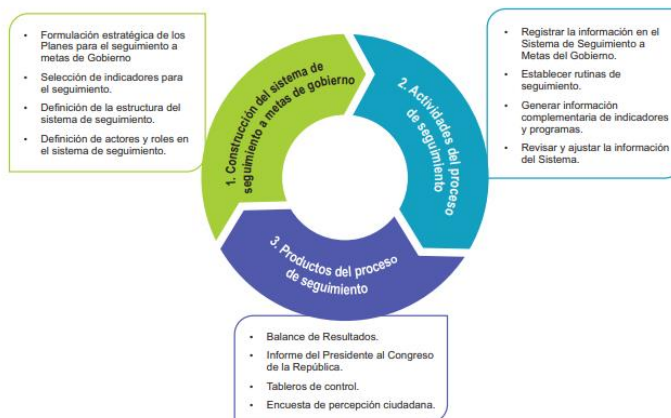 • Formulación estratégica de los
Planes para el seguimiento a
metas de Gobierno
• Selección de indicadores para
el seguimiento.
• Definición de la estructura del
sistema de seguimiento.
• Definición de actores y roles en
el sistema de seguimiento.
1. Construcción del sistema de
seguimiento a metas de gobierno
2. Actividades del proceso
de seguimiento
• Registrar la información en el
Sistema de Seguimiento a
Metas del Gobierno.
• Establecer rutinas de
seguimiento.
• Generar información
complementaria de indicadores
y programas.
• Revisar y ajustar la información
del Sistema.
3. Productos del proceso
de seguimiento
• Balance de Resultados.
• Informe del Presidente al Congreso
de la República.
• Tableros de control.
• Encuesta de percepción ciudadana.